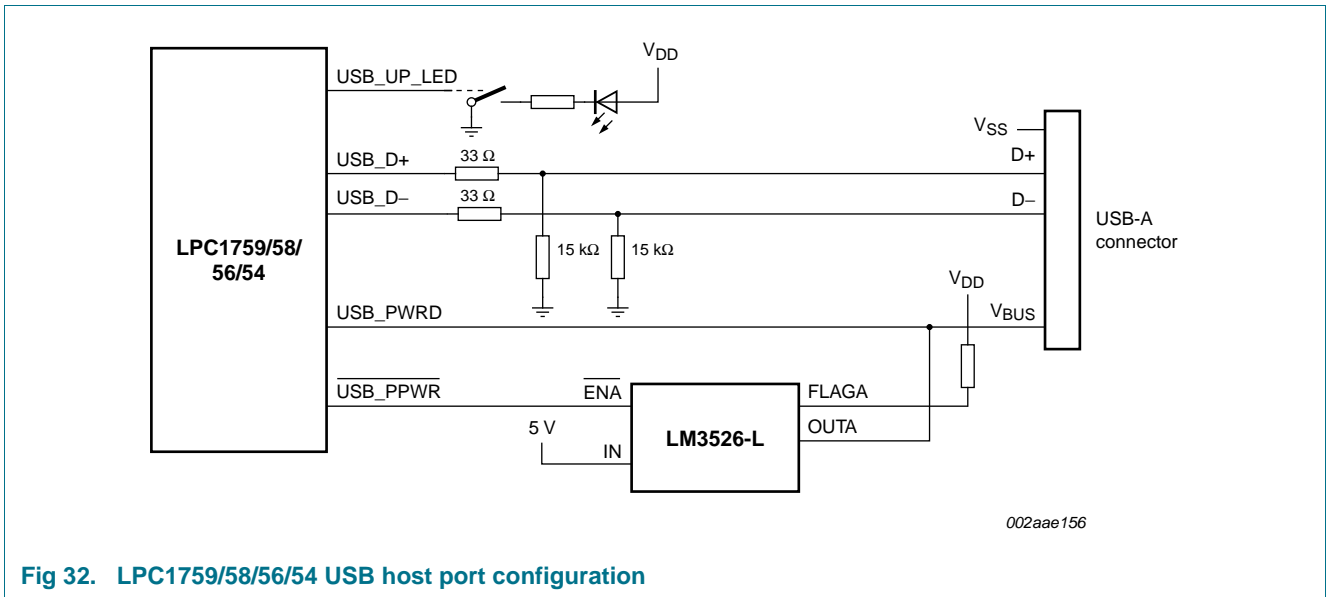 VDD
USB_UP_LED
VSS
USB_D+
33 Ω
D+
USB_D−
33 Ω
D−
USB-A
connector
LPC1759/58/
56/54
15 kΩ
15 kΩ
VDD
USB_PWRD
VBUS
USB_PPWR
ENA
FLAGA
5 V
IN
LM3526-L
OUTA
002aae156
Fig 32. LPC1759/58/56/54 USB host port configuration